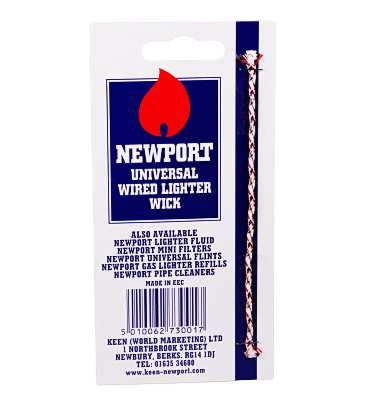 NEWPORT
UNIVERSAL
WIRED LIGHTER
WICK
ALSO AVAILABLE
NEWPORT LIGHTER FLUID
NEWPORT MINI FILTERS
NEWPORT UNIVERSAL FLINTS
NEWPORT GAS LIGHTER REFILLS
NEWPORT PIPE CLEANERS
MADE IN EEC
5 010062 730017
KEEN (WORLD MARKETING) LTD
1 NORTHBROOK STREET
NEWBURY, BERKS. RG14 1DJ
TEL: 01635 34600
www.keen-newport.com